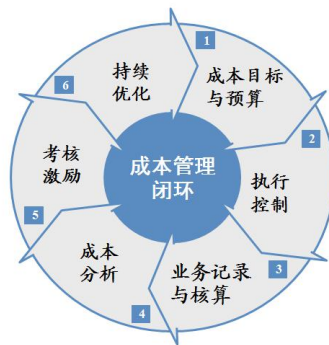 成本管理
闭环
1
成本目标
与预算
2
执行
控制
3
业务记录
与核算
4
成本
分析
5
考核
激励
6
持续
优化